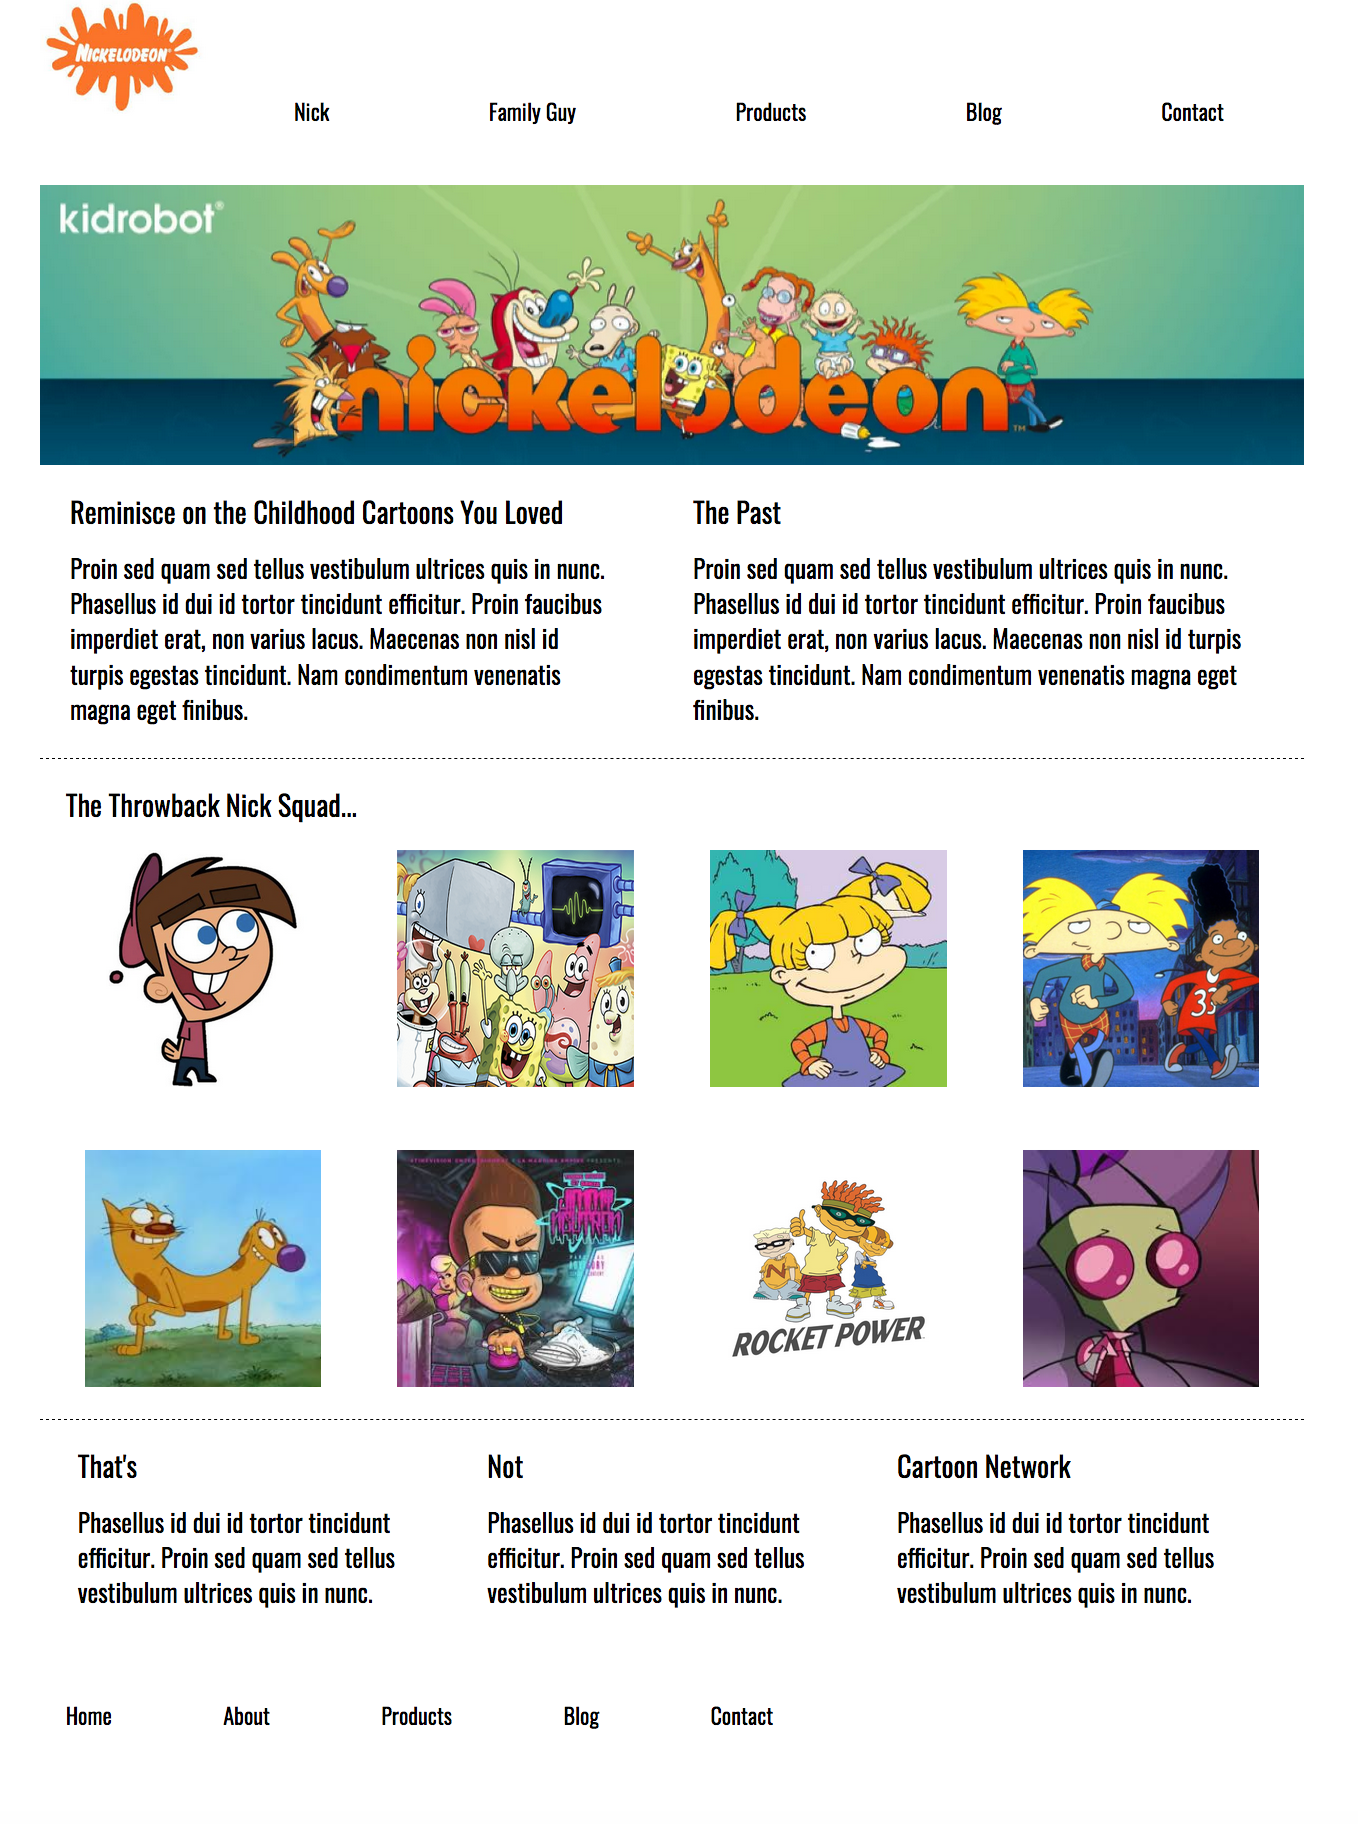 NICKELODEON
Nick Family Guy Products Blog Contact
kidrobot®
nickelodeon™
Reminisce on the Childhood Cartoons You Loved
Proin sed quam sed tellus vestibulum ultrices quis in nunc.
Phasellus id dui id tortor tincidunt efficitur. Proin faucibus
imperdiet erat, non varius lacus. Maecenas non nisl id
turpis egestas tincidunt. Nam condimentum venenatis
magna eget finibus.
The Past
Proin sed quam sed tellus vestibulum ultrices quis in nunc.
Phasellus id dui id tortor tincidunt efficitur. Proin faucibus
imperdiet erat, non varius lacus. Maecenas non nisl id turpis
egestas tincidunt. Nam condimentum venenatis magna eget
finibus.
The Throwback Nick Squad...
33
N
ROCKET POWER
That's
Phasellus id dui id tortor tincidunt
efficitur. Proin sed quam sed tellus
vestibulum ultrices quis in nunc.
Not
Phasellus id dui id tortor tincidunt
efficitur. Proin sed quam sed tellus
vestibulum ultrices quis in nunc.
Cartoon Network
Phasellus id dui id tortor tincidunt
efficitur. Proin sed quam sed tellus
vestibulum ultrices quis in nunc.
Home About Products Blog Contact